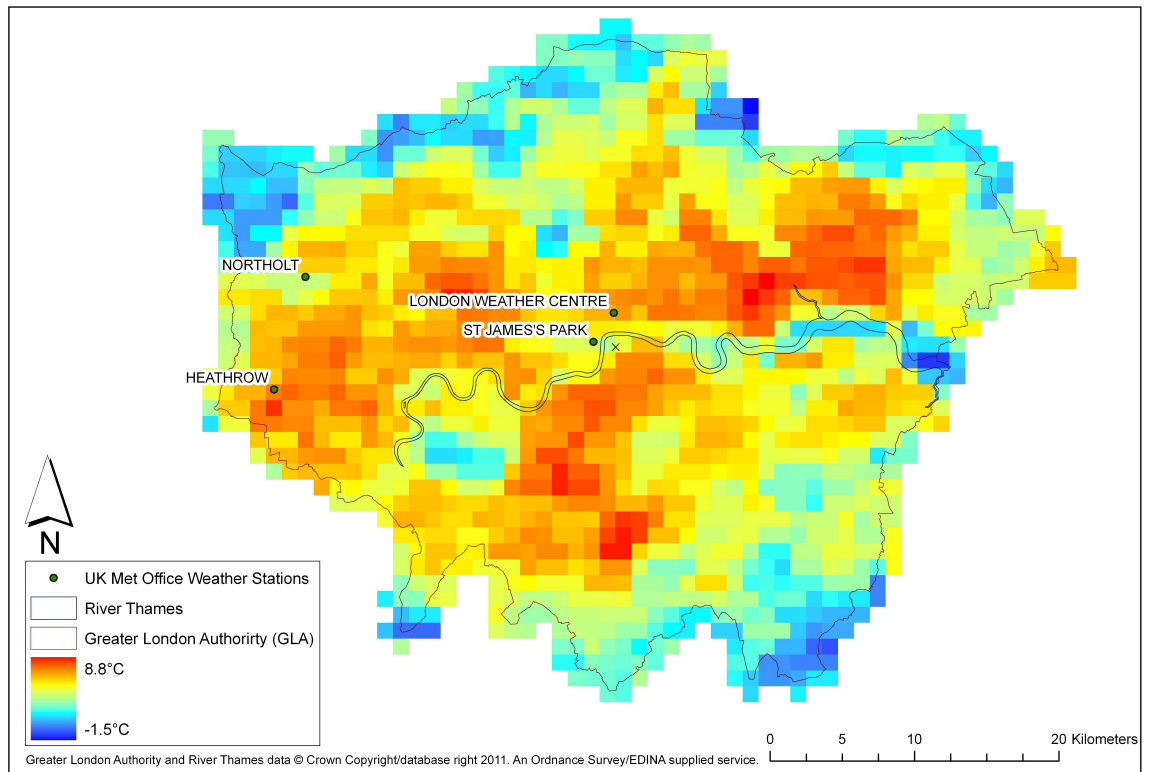 NORTHOLT
LONDON WEATHER CENTRE
ST JAMES'S PARK
HEATHROW
N
UK Met Office Weather Stations
River Thames
Greater London Authorirty (GLA)
8.8°C
-1.5°C
0 5 10 20 Kilometers
Greater London Authority and River Thames data © Crown Copyright/database right 2011. An Ordnance Survey/EDINA supplied service.